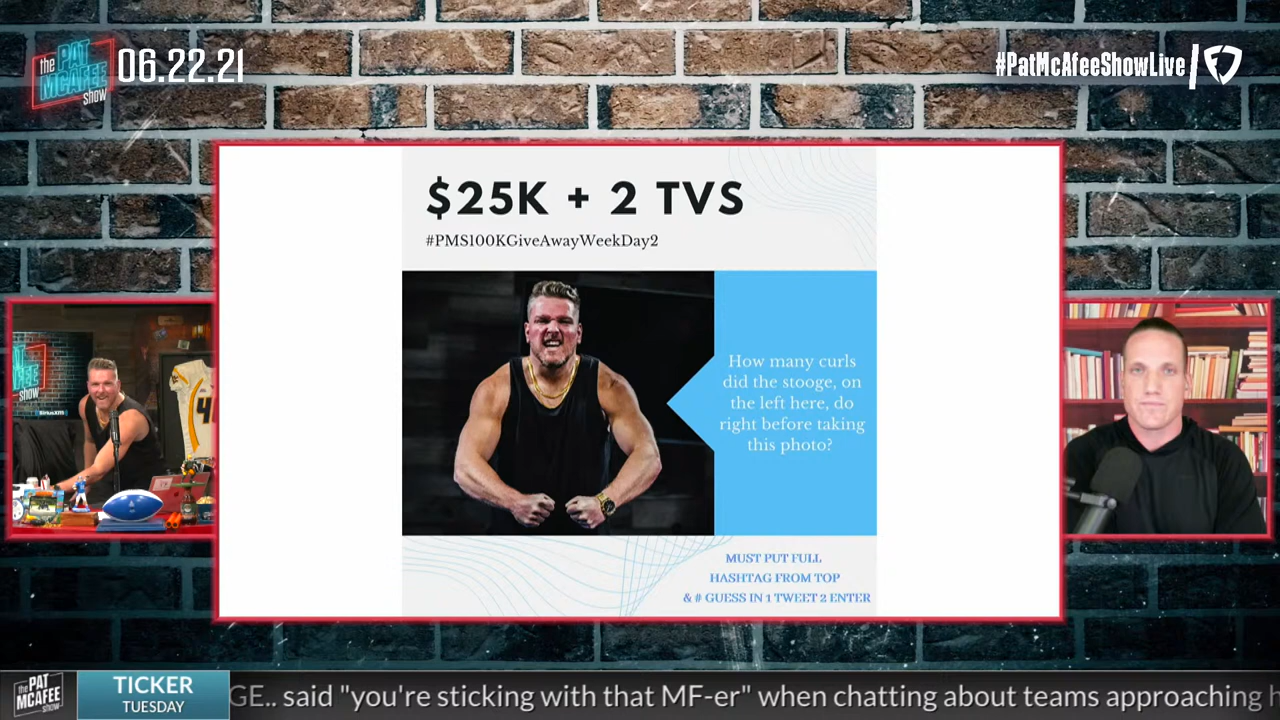 the PAT MCAFEE show
06.22.21
#PatMcAfeeShowLive
$25K + 2 TVS
#PMS100KGiveAwayWeekDay2
How many curls
did the stooge, on
the left here, do
right before taking
this photo?
MUST PUT FULL
HASHTAG FROM TOP
& # GUESS IN 1 TWEET 2 ENTER
show
SiriusXM
4
the PAT MCAFEE show
TICKER
TUESDAY
GE.. said "you're sticking with that MF-er" when chatting about teams approaching h